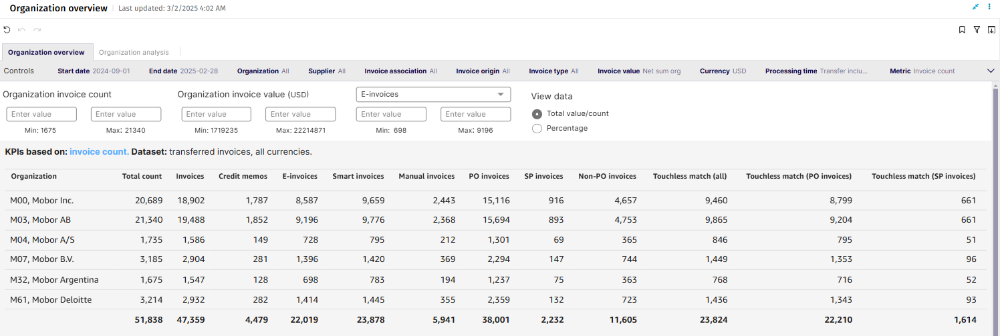 Organization overview Last updated: 3/2/2025 4:02 AM
Organization overview Organization analysis
Controls Start date 2024-09-01 End date 2025-02-28 Organization All Supplier All Invoice association All Invoice origin All Invoice type All Invoice value Net sum org Currency USD Processing time Transfer inclu... Metric Invoice count
Organization invoice count Organization invoice value (USD) E-invoices View data
Enter value Enter value Enter value Enter value Enter value Enter value Total value/count
Min: 1675 Max: 21340 Min: 1719235 Max: 22214871 Min: 698 Max: 9196 Percentage
KPIs based on: invoice count. Dataset: transferred invoices, all currencies.
Organization Total count Invoices Credit memos E-invoices Smart invoices Manual invoices PO invoices SP invoices Non-PO invoices Touchless match (all) Touchless match (PO invoices) Touchless match (SP invoices)
M00, Mobor Inc. 20,689 18,902 1,787 8,587 9,659 2,443 15,116 916 4,657 9,460 8,799 661
M03, Mobor AB 21,340 19,488 1,852 9,196 9,776 2,368 15,694 893 4,753 9,865 9,204 661
M04, Mobor A/S 1,735 1,586 149 728 795 212 1,301 69 365 846 795 51
M07, Mobor B.V. 3,185 2,904 281 1,396 1,420 369 2,294 147 744 1,449 1,353 96
M32, Mobor Argentina 1,675 1,547 128 698 783 194 1,237 75 363 768 716 52
M61, Mobor Deloitte 3,214 2,932 282 1,414 1,445 355 2,359 132 723 1,436 1,343 93
51,838 47,359 4,479 22,019 23,878 5,941 38,001 2,232 11,605 23,824 22,210 1,614